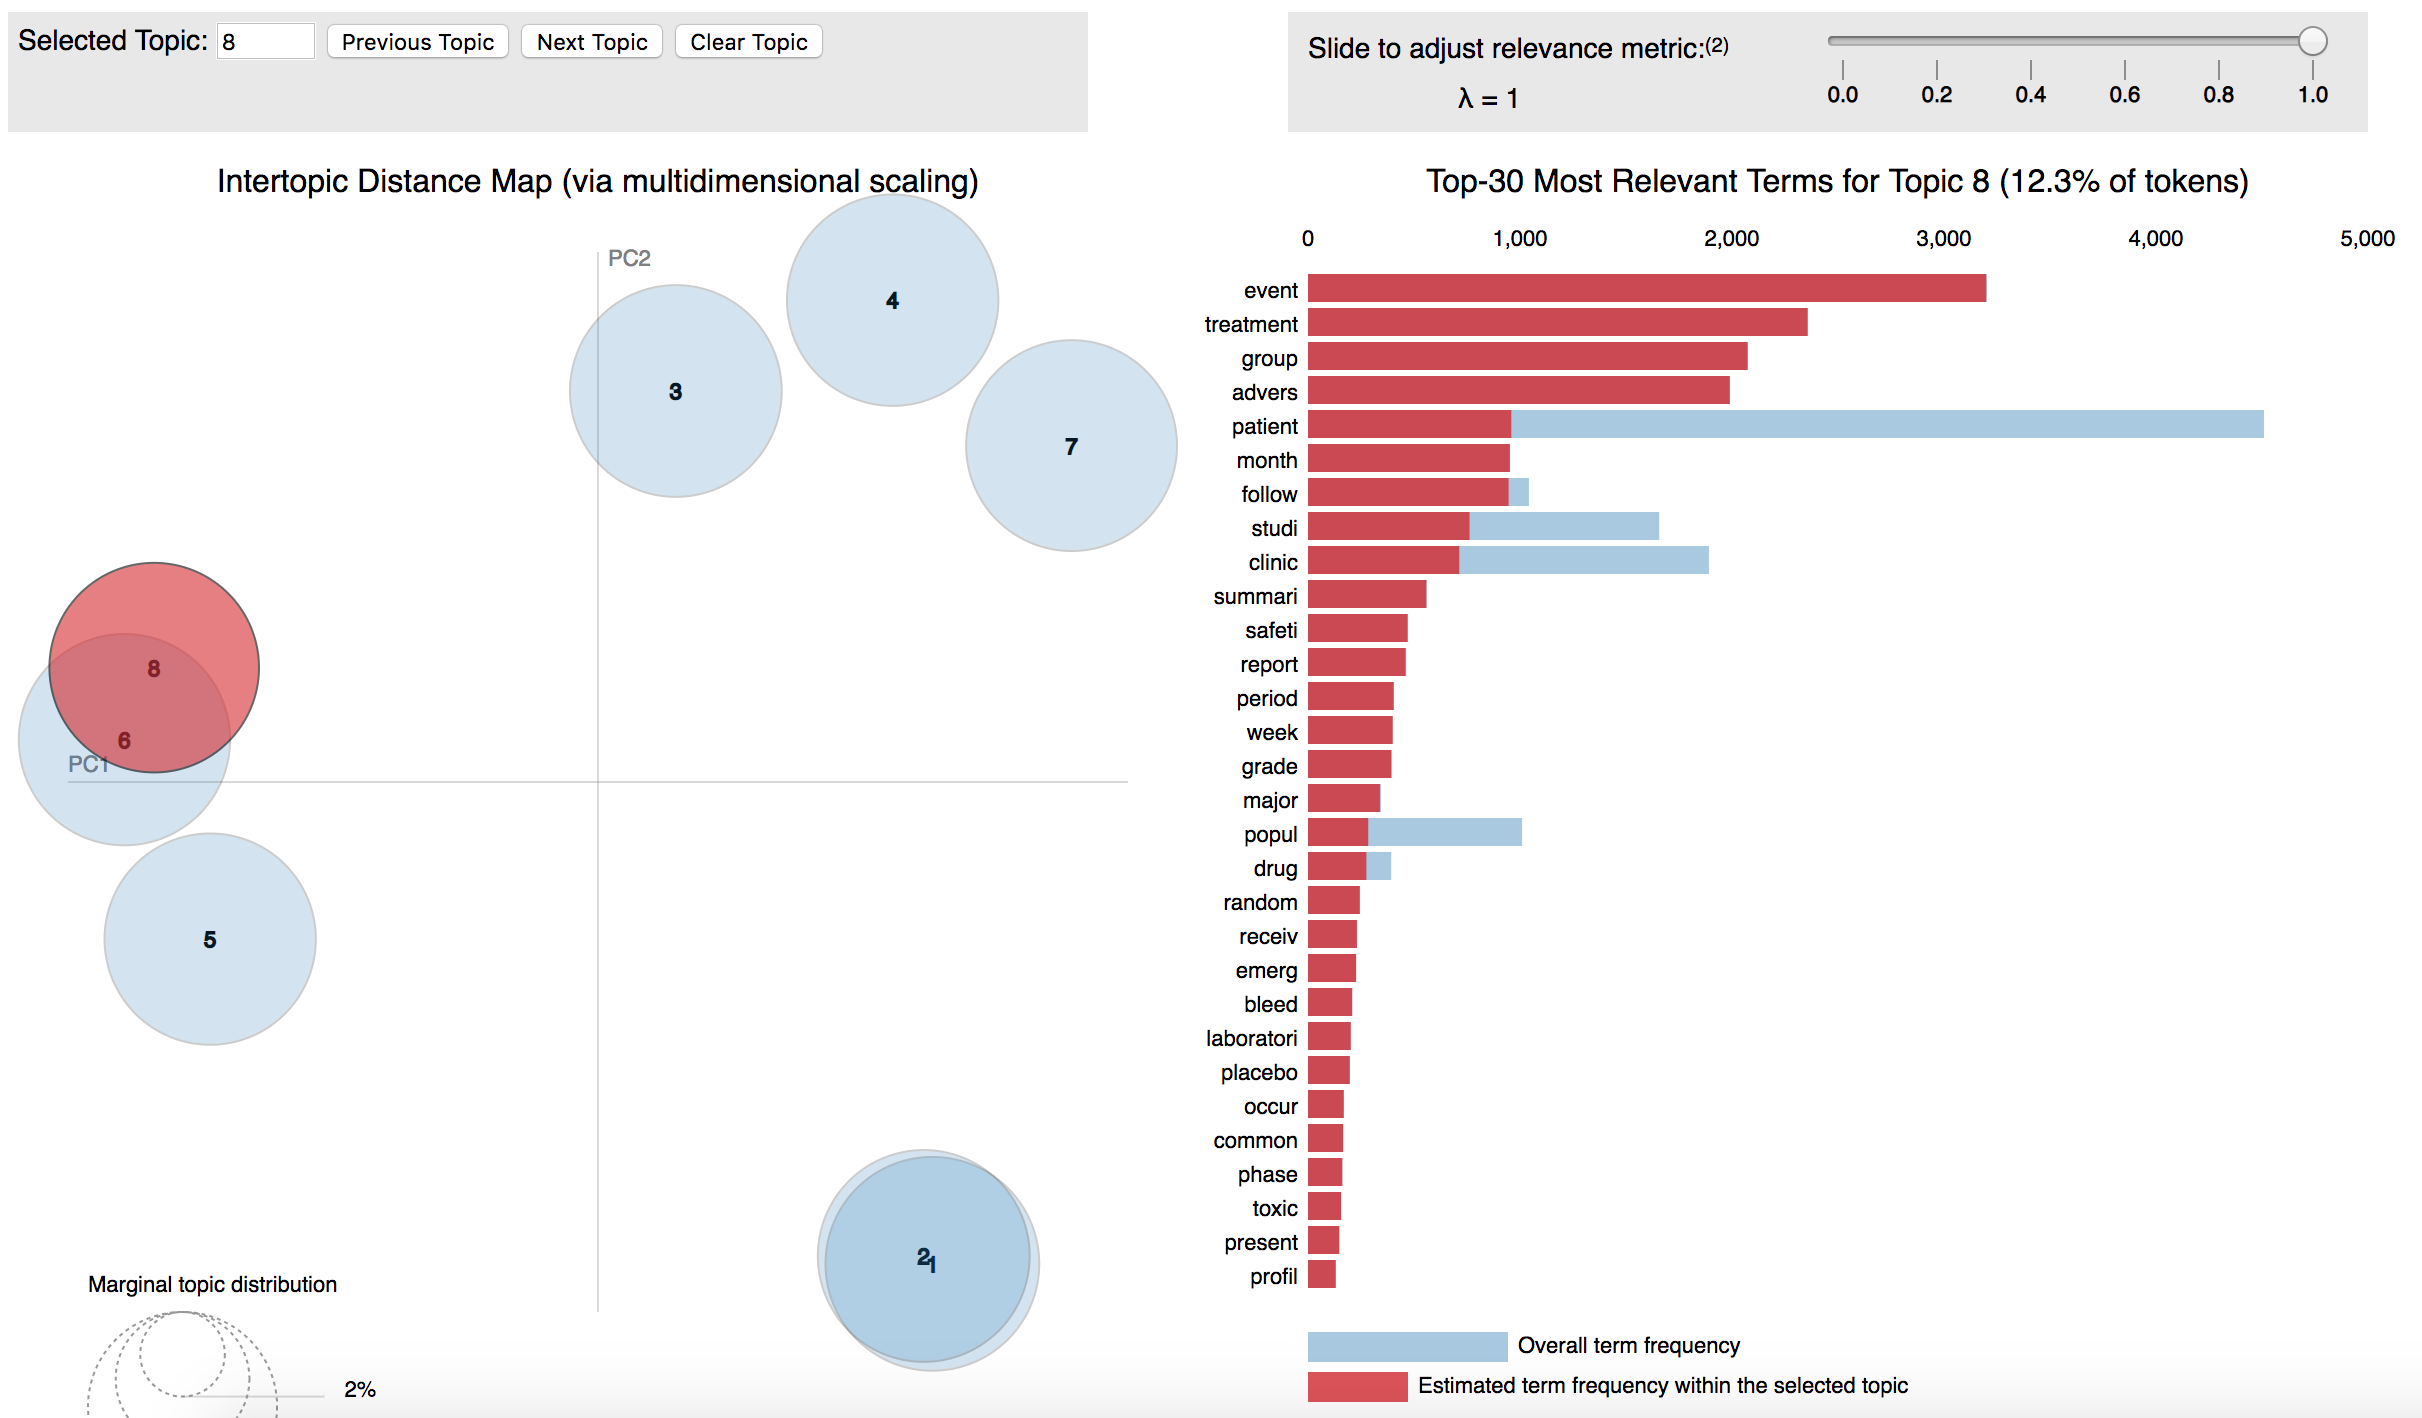 Selected Topic: 8 Previous Topic Next Topic Clear Topic
Slide to adjust relevance metric:(2)
λ = 1
0.0 0.2 0.4 0.6 0.8 1.0
Intertopic Distance Map (via multidimensional scaling)
PC2
4
3
7
8
6
PC1
5
2
1
Marginal topic distribution
2%
Top-30 Most Relevant Terms for Topic 8 (12.3% of tokens)
0 1,000 2,000 3,000 4,000 5,000
event
treatment
group
advers
patient
month
follow
studi
clinic
summari
safeti
report
period
week
grade
major
popul
drug
random
receiv
emerg
bleed
laboratori
placebo
occur
common
phase
toxic
present
profil
Overall term frequency
Estimated term frequency within the selected topic